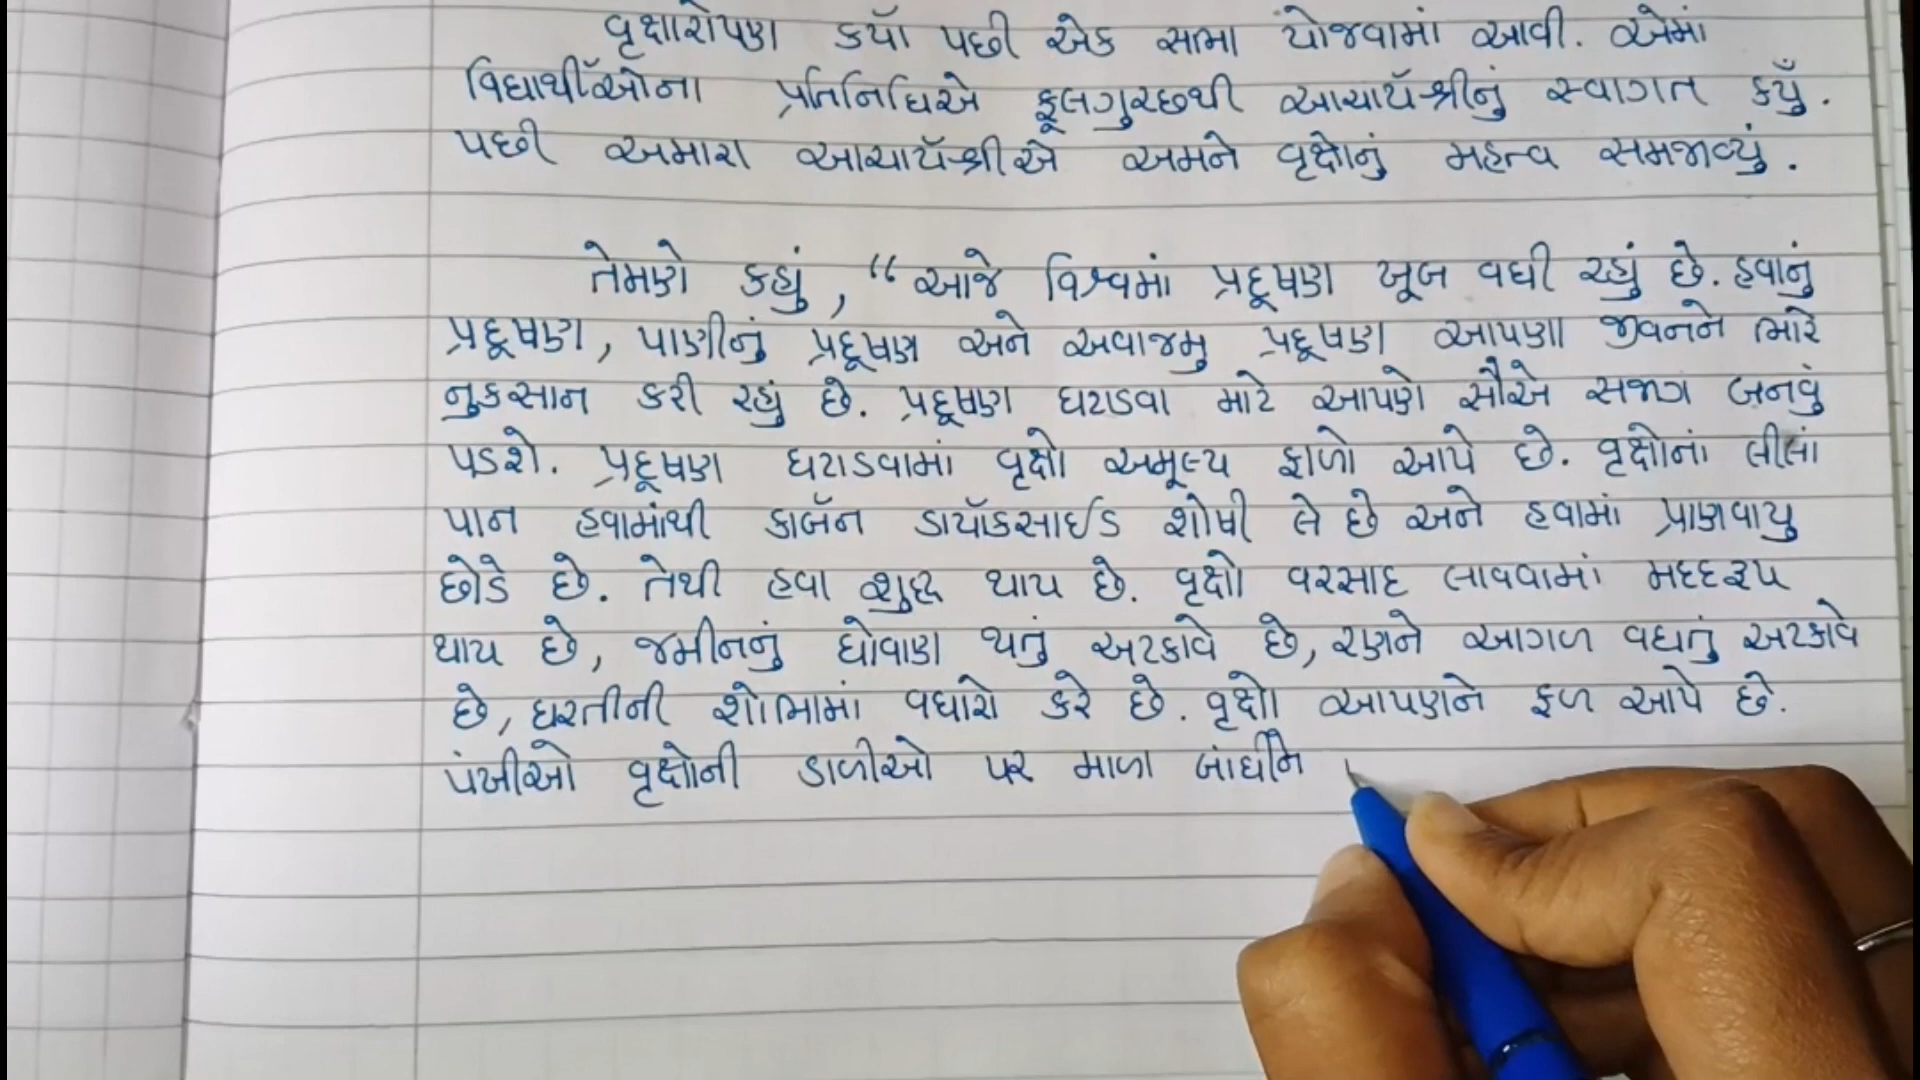 વૃક્ષારોપણ કર્યા પછી એક સભા યોજવામાં આવી. એમાં
વિદ્યાર્થીઓના પ્રતિનિધિએ ફૂલગુચ્છથી આચાર્યશ્રીનું સ્વાગત કર્યું.
પછી અમારા આચાર્યશ્રીએ અમને વૃક્ષોનું મહત્વ સમજાવ્યું.
તેમણે કહ્યું, “આજે વિશ્વમાં પ્રદૂષણ ખૂબ વધી રહ્યું છે. હવાનું
પ્રદૂષણ, પાણીનું પ્રદૂષણ અને અવાજમુ પ્રદૂષણ આપણા જીવનને ભારે
નુકસાન કરી રહ્યું છે. પ્રદૂષણ ઘટાડવા માટે આપણે સૌએ સજાગ બનવું
પડશે. પ્રદૂષણ ઘટાડવામાં વૃક્ષો અમૂલ્ય ફાળો આપે છે. વૃક્ષોનાં લીલાં
પાન હવામાંથી કાર્બન ડાયૉકસાઈડ શોષી લે છે અને હવામાં પ્રાણવાયુ
છોડે છે. તેથી હવા શુદ્ધ થાય છે. વૃક્ષો વરસાદ લાવવામાં મદદરૂપ
થાય છે, જમીનનું ધોવાણ થતું અટકાવે છે, રણને આગળ વધતું અટકાવે
છે, ધરતીની શોભામાં વધારો કરે છે. વૃક્ષો આપણને ફળ આપે છે.
પંખીઓ વૃક્ષોની ડાળીઓ પર માળા બાંધીને